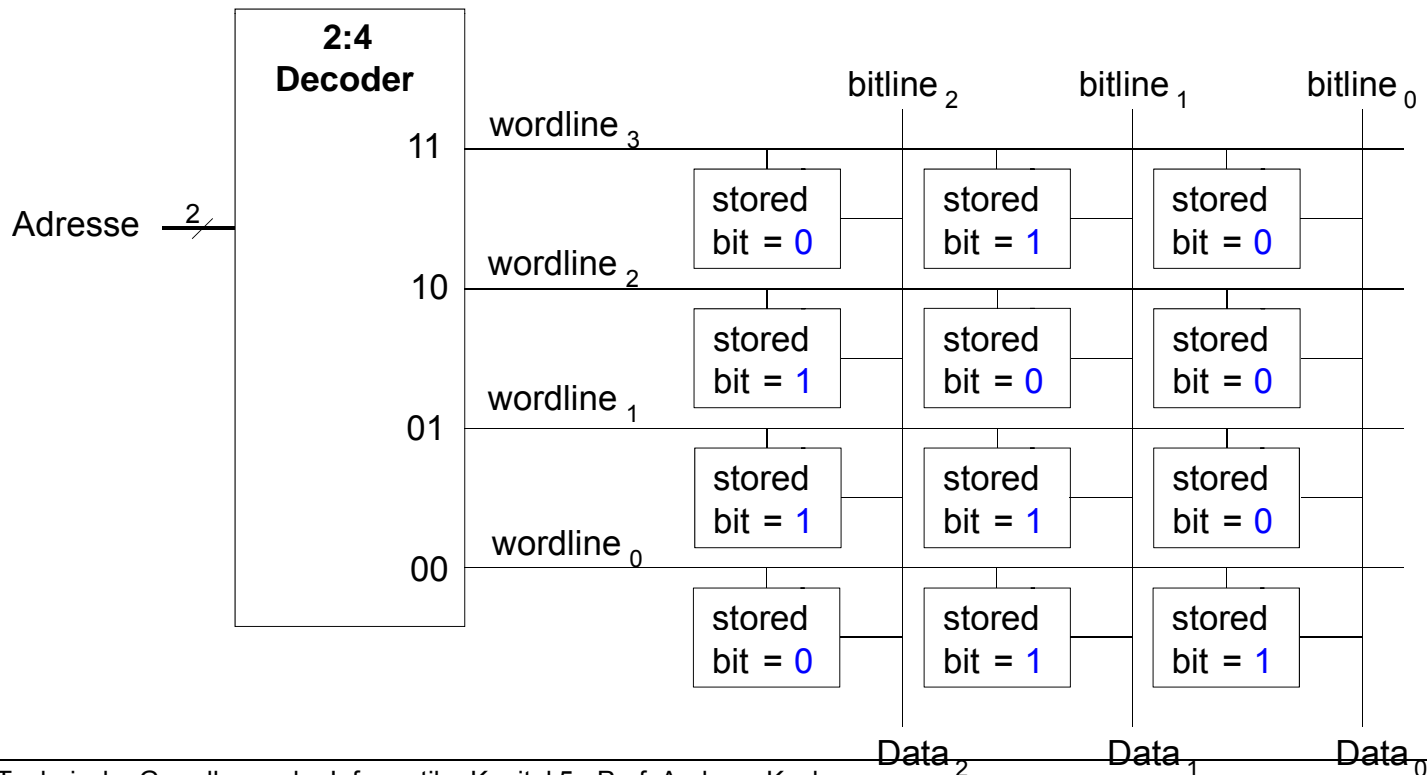 2:4
Decoder
bitline 2
bitline 1
bitline 0
wordline 3
11
Adresse
2
stored
bit = 0
stored
bit = 1
stored
bit = 0
wordline 2
10
stored
bit = 1
stored
bit = 0
stored
bit = 0
wordline 1
01
stored
bit = 1
stored
bit = 1
stored
bit = 0
wordline 0
00
stored
bit = 0
stored
bit = 1
stored
bit = 1
Data 2
Data 1
Data 0